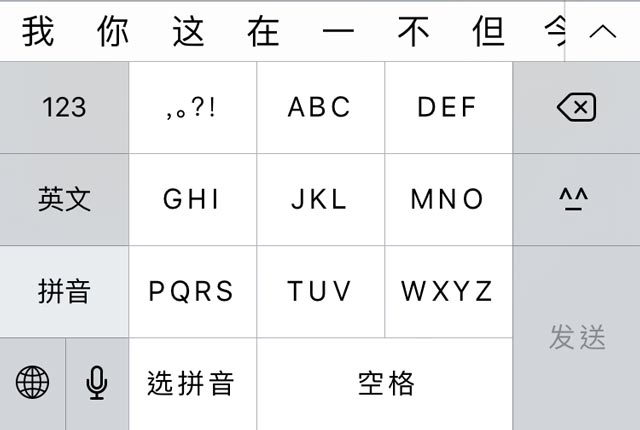 我 你 这 在 一 不 但
123 ,。?! ABC DEF
英文 GHI JKL MNO ^^
拼音 PQRS TUV WXYZ
发送
选拼音 空格